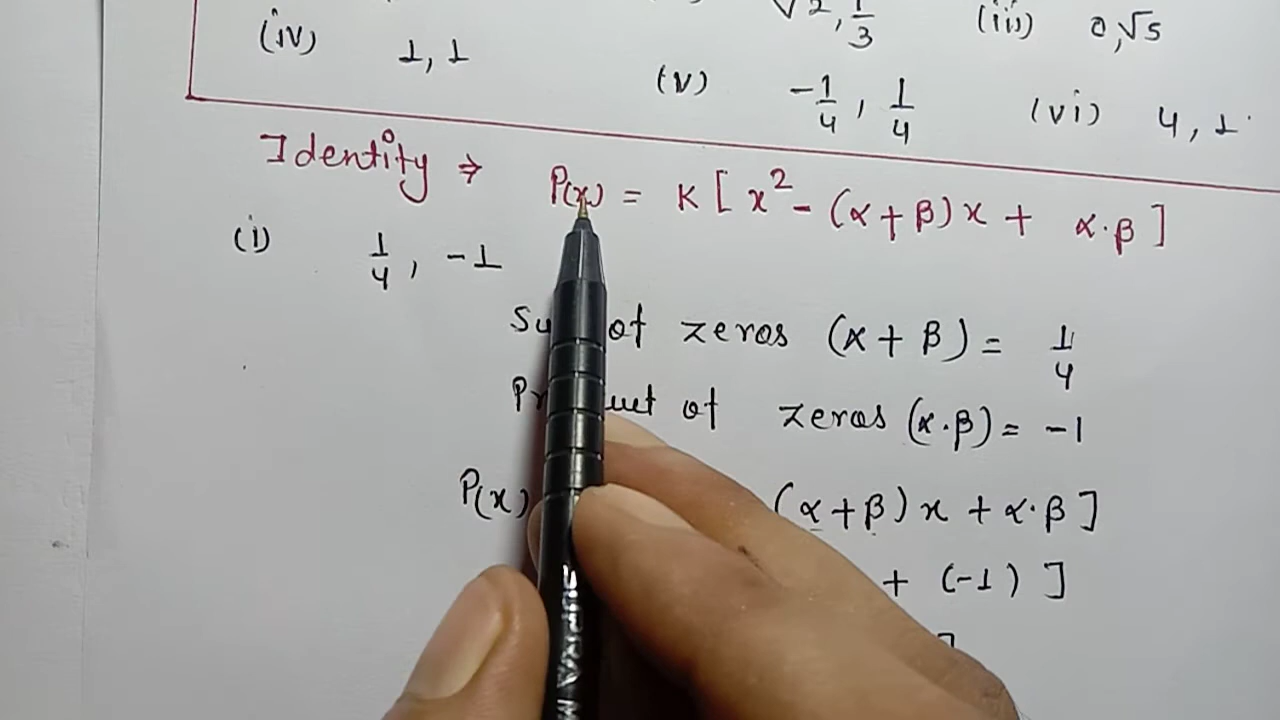 √2, 1/3 (iii) 0, √5
(iv) 1, 1
(v) -1/4, 1/4 (vi) 4, 1.
Identity ⇒ P(x) = K[x² - (α + β)x + α·β]
(i) 1/4, -1
of zeros (α + β) = 1/4
of zeros (α·β) = -1
P(x) (α + β)x + α·β]
+ (-1)]
]